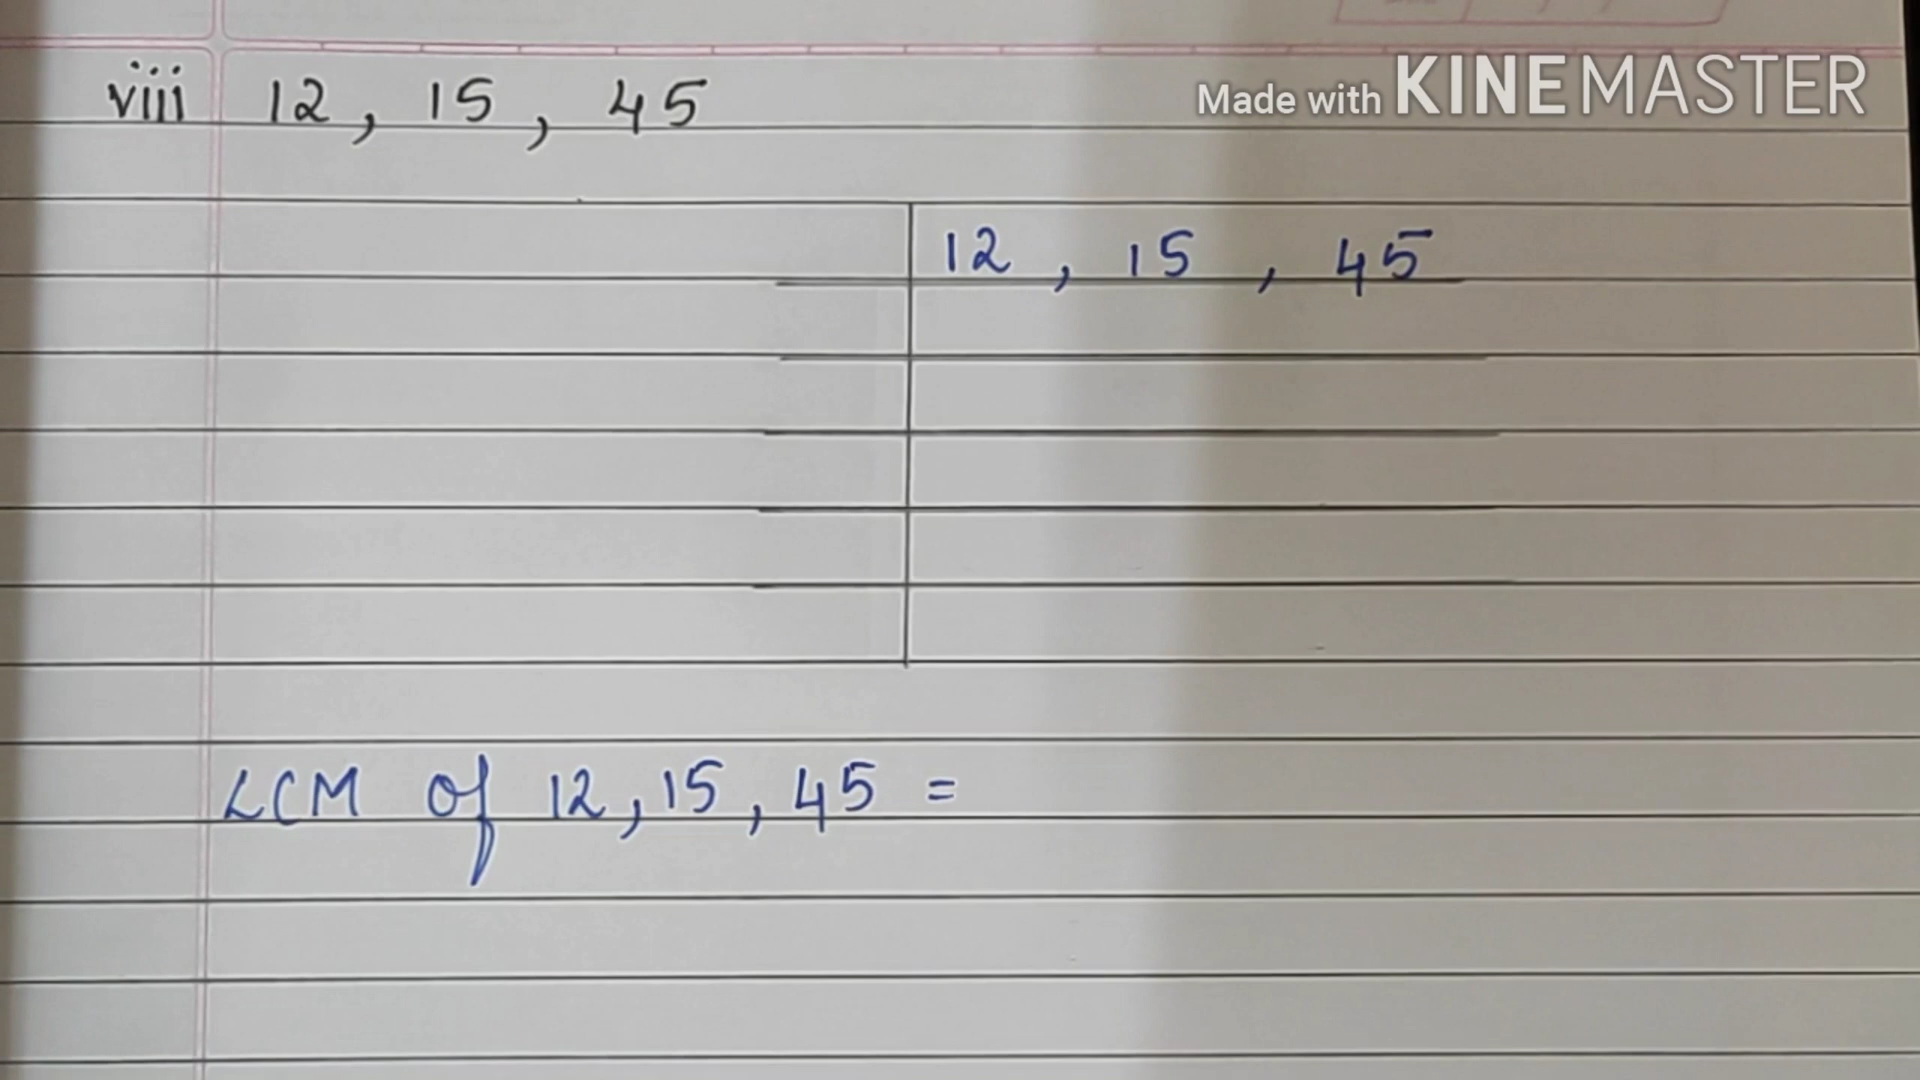 viii 12, 15, 45
Made with KINEMASTER
12, 15, 45
LCM of 12, 15, 45 =